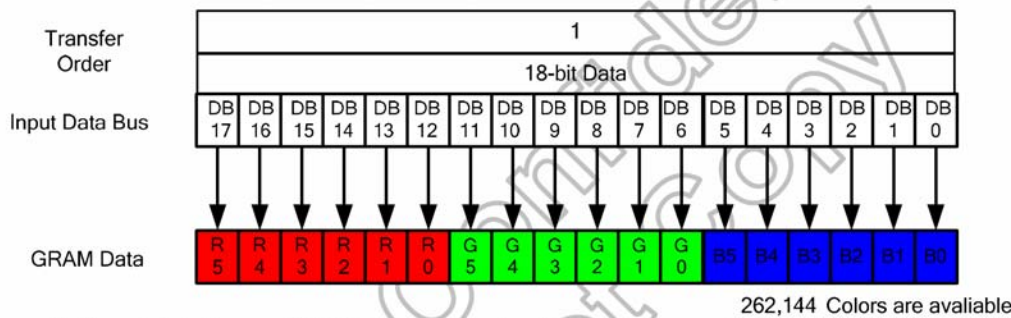 Transfer Order
1
18-bit Data
Input Data Bus
DB 17 DB 16 DB 15 DB 14 DB 13 DB 12 DB 11 DB 10 DB 9 DB 8 DB 7 DB 6 DB 5 DB 4 DB 3 DB 2 DB 1 DB 0
GRAM Data
R 5 R 4 R 3 R 2 R 1 R 0 G 5 G 4 G 3 G 2 G 1 G 0 B5 B4 B3 B2 B1 B0
262,144 Colors are avaliable
Copy